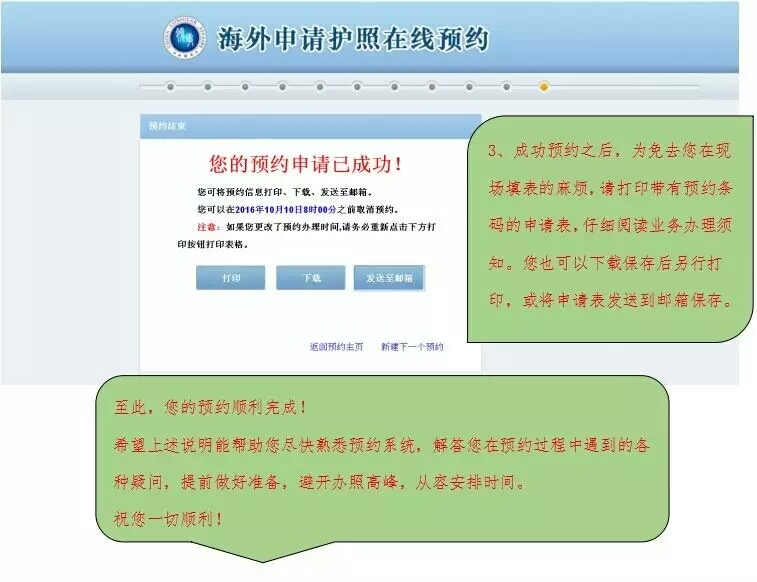 海外申请护照在线预约
预约结束
您的预约申请已成功！
您可将预约信息打印、下载、发送至邮箱。
您可以在2016年10月10日8时00分之前取消预约。
注意：如果您更改了预约办理时间,请务必重新点击下方打
印按钮打印表格。
打印 下载 发送至邮箱
返回预约主页 新建下一个预约
3、成功预约之后，为免去您在现
场填表的麻烦,请打印带有预约条
码的申请表,仔细阅读业务办理须
知。您也可以下载保存后另行打
印，或将申请表发送到邮箱保存。
至此，您的预约顺利完成！
希望上述说明能帮助您尽快熟悉预约系统，解答您在预约过程中遇到的各
种疑问，提前做好准备，避开办照高峰，从容安排时间。
祝您一切顺利！